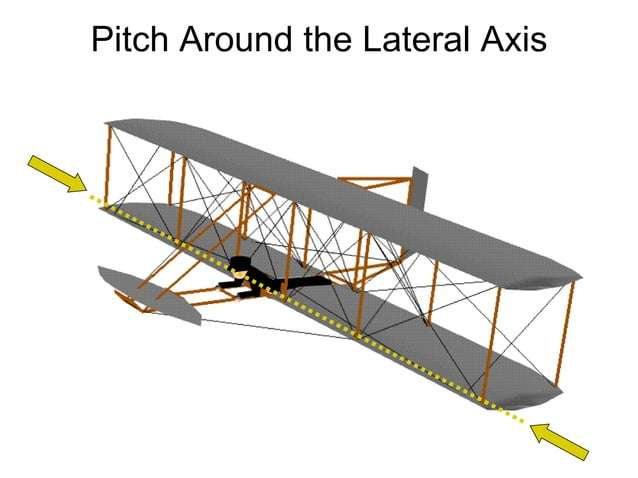 Pitch Around the Lateral Axis